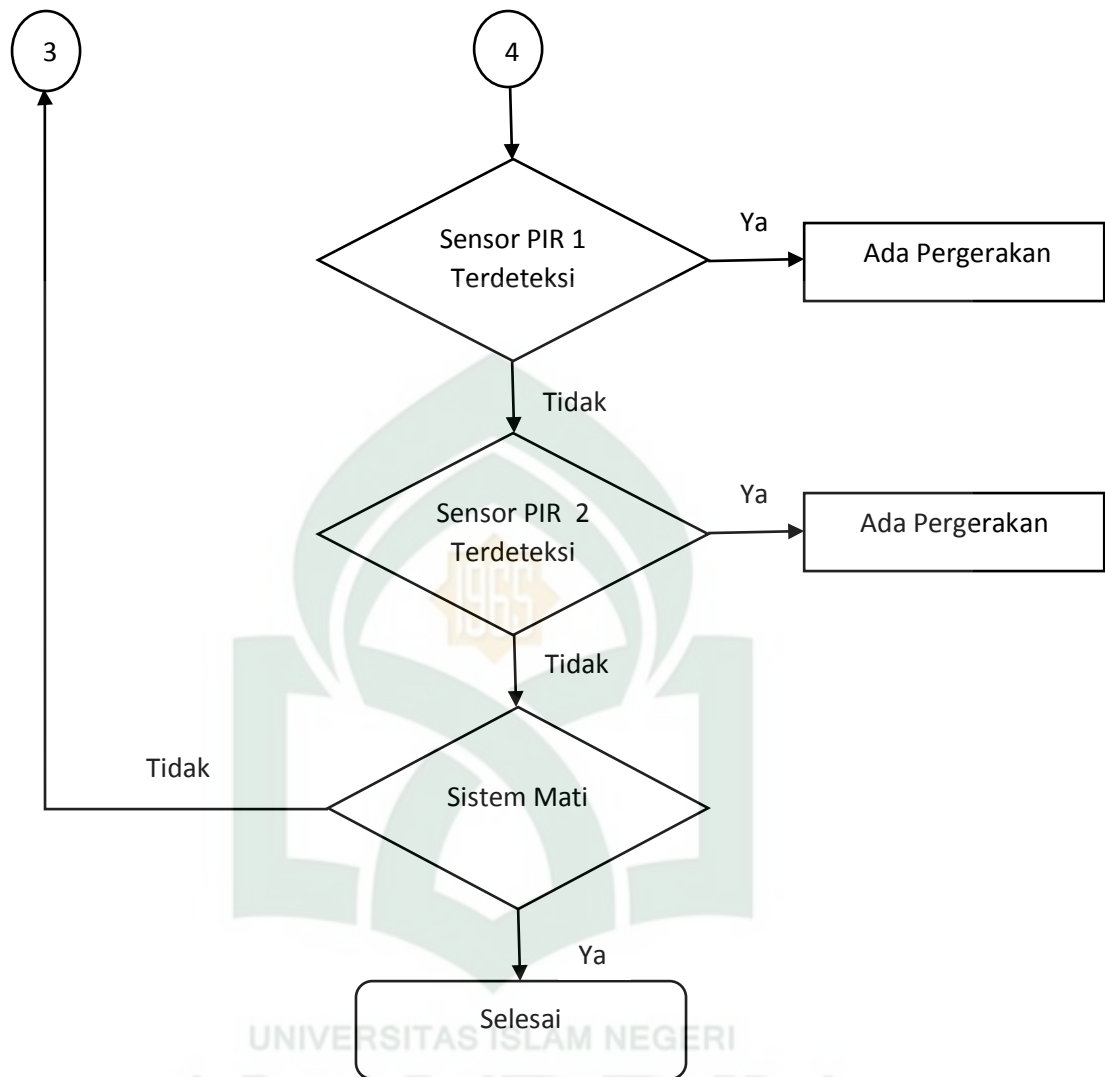 3
4
Sensor PIR 1
Terdeteksi
Ya
Ada Pergerakan
Tidak
Sensor PIR 2
Terdeteksi
Ya
Ada Pergerakan
Tidak
1965
Sistem Mati
Tidak
Ya
Selesai
UNIVERSITAS ISLAM NEGERI